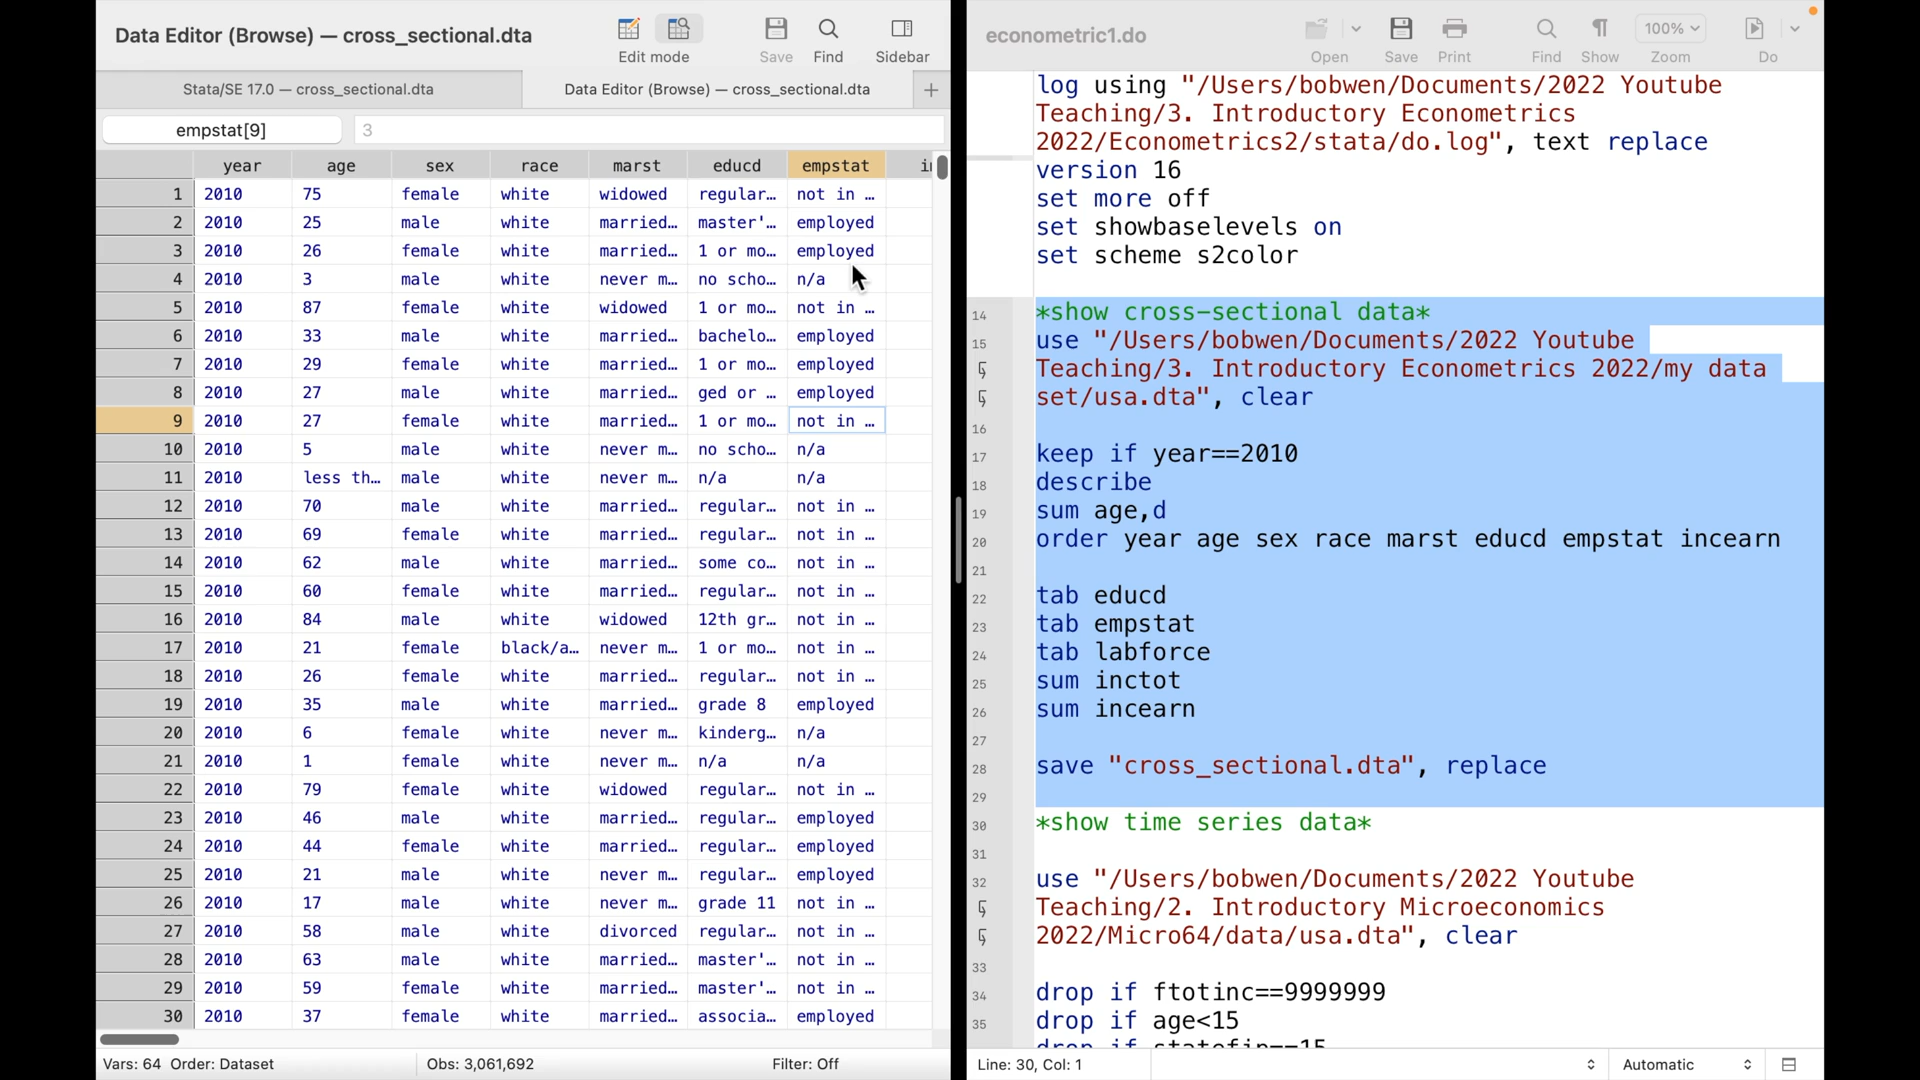 Data Editor (Browse) — cross_sectional.dta
Edit mode
Save
Find
Sidebar
Stata/SE 17.0 — cross_sectional.dta
Data Editor (Browse) — cross_sectional.dta
empstat[9]
3
year age sex race marst educd empstat
1 2010 75 female white widowed regular… not in …
2 2010 25 male white married… master'… employed
3 2010 26 female white married… 1 or mo… employed
4 2010 3 male white never m… no scho… n/a
5 2010 87 female white widowed 1 or mo… not in …
6 2010 33 male white married… bachelo… employed
7 2010 29 female white married… 1 or mo… employed
8 2010 27 male white married… ged or … employed
9 2010 27 female white married… 1 or mo… not in …
10 2010 5 male white never m… no scho… n/a
11 2010 less th… male white never m… n/a n/a
12 2010 70 male white married… regular… not in …
13 2010 69 female white married… regular… not in …
14 2010 62 male white married… some co… not in …
15 2010 60 female white married… regular… not in …
16 2010 84 male white widowed 12th gr… not in …
17 2010 21 female black/a… never m… 1 or mo… not in …
18 2010 26 female white married… regular… not in …
19 2010 35 male white married… grade 8 employed
20 2010 6 female white never m… kinderg… n/a
21 2010 1 female white never m… n/a n/a
22 2010 79 female white widowed regular… not in …
23 2010 46 male white married… regular… employed
24 2010 44 female white married… regular… employed
25 2010 21 male white never m… regular… employed
26 2010 17 male white never m… grade 11 not in …
27 2010 58 male white divorced regular… not in …
28 2010 63 male white married… master'… not in …
29 2010 59 female white married… master'… not in …
30 2010 37 female white married… associa… employed
Vars: 64 Order: Dataset
Obs: 3,061,692
Filter: Off
econometric1.do
Open
Save
Print
Find
Show
100%
Zoom
Do
log using "/Users/bobwen/Documents/2022 Youtube
Teaching/3. Introductory Econometrics
2022/Econometrics2/stata/do.log", text replace
version 16
set more off
set showbaselevels on
set scheme s2color
14 *show cross-sectional data*
15 use "/Users/bobwen/Documents/2022 Youtube
Teaching/3. Introductory Econometrics 2022/my data
set/usa.dta", clear
16
17 keep if year==2010
18 describe
19 sum age,d
20 order year age sex race marst educd empstat incearn
21
22 tab educd
23 tab empstat
24 tab labforce
25 sum inctot
26 sum incearn
27
28 save "cross_sectional.dta", replace
29
30 *show time series data*
31
32 use "/Users/bobwen/Documents/2022 Youtube
Teaching/2. Introductory Microeconomics
2022/Micro64/data/usa.dta", clear
33
34 drop if ftotinc==9999999
35 drop if age<15
drop if statefip==15
Line: 30, Col: 1
Automatic